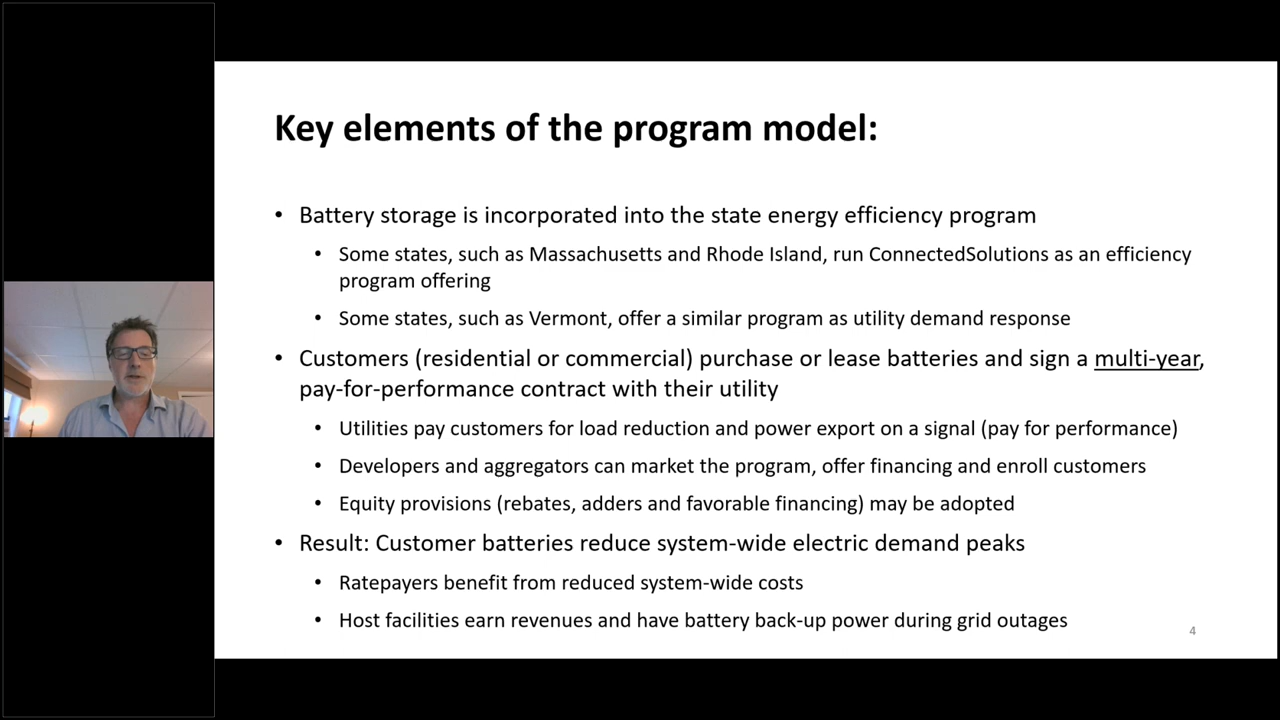 Key elements of the program model:
• Battery storage is incorporated into the state energy efficiency program
• Some states, such as Massachusetts and Rhode Island, run ConnectedSolutions as an efficiency
program offering
• Some states, such as Vermont, offer a similar program as utility demand response
• Customers (residential or commercial) purchase or lease batteries and sign a multi-year,
pay-for-performance contract with their utility
• Utilities pay customers for load reduction and power export on a signal (pay for performance)
• Developers and aggregators can market the program, offer financing and enroll customers
• Equity provisions (rebates, adders and favorable financing) may be adopted
• Result: Customer batteries reduce system-wide electric demand peaks
• Ratepayers benefit from reduced system-wide costs
• Host facilities earn revenues and have battery back-up power during grid outages
4